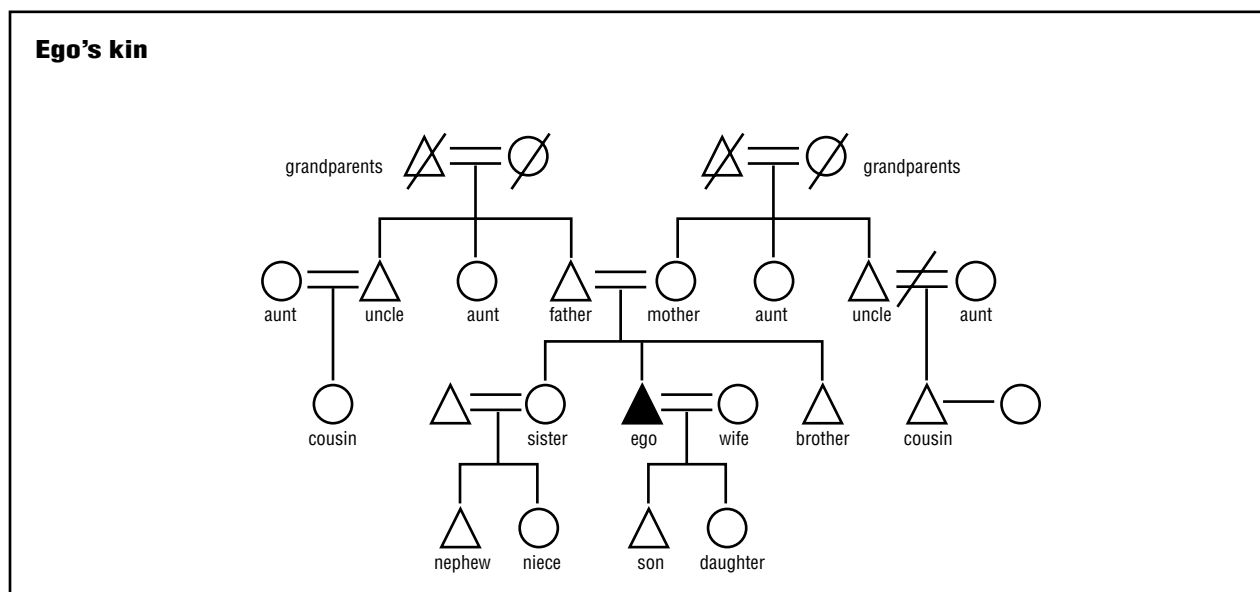 Ego's kin
grandparents
grandparents
aunt
uncle
aunt
father
mother
aunt
uncle
aunt
cousin
sister
ego
wife
brother
cousin
nephew
niece
son
daughter